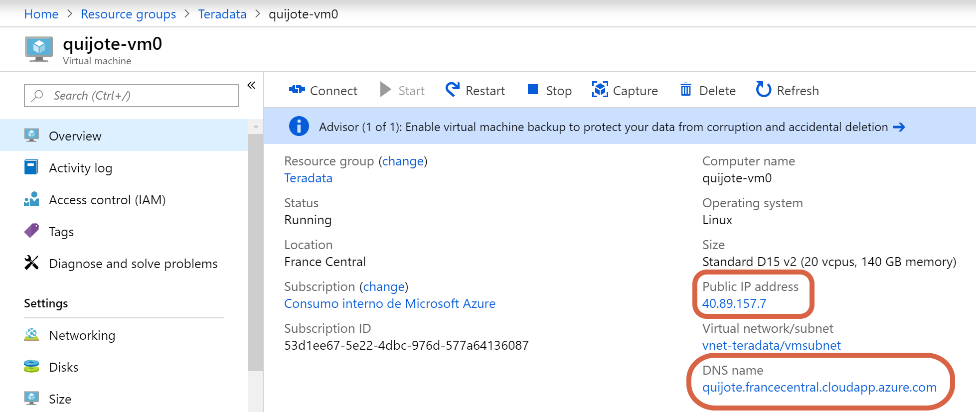 Home > Resource groups > Teradata > quijote-vm0
quijote-vm0
Virtual machine
«
Search (Ctrl+/)
Overview
Activity log
Access control (IAM)
Tags
Diagnose and solve problems
Settings
Networking
Disks
Size
Connect Start Restart Stop Capture Delete Refresh
Advisor (1 of 1): Enable virtual machine backup to protect your data from corruption and accidental deletion →
Resource group (change)
Teradata
Status
Running
Location
France Central
Subscription (change)
Consumo interno de Microsoft Azure
Subscription ID
53d1ee67-5e22-4dbc-976d-577a64136087
Computer name
quijote-vm0
Operating system
Linux
Size
Standard D15 v2 (20 vcpus, 140 GB memory)
Public IP address
40.89.157.7
Virtual network/subnet
vnet-teradata/vmsubnet
DNS name
quijote.francecentral.cloudapp.azure.com